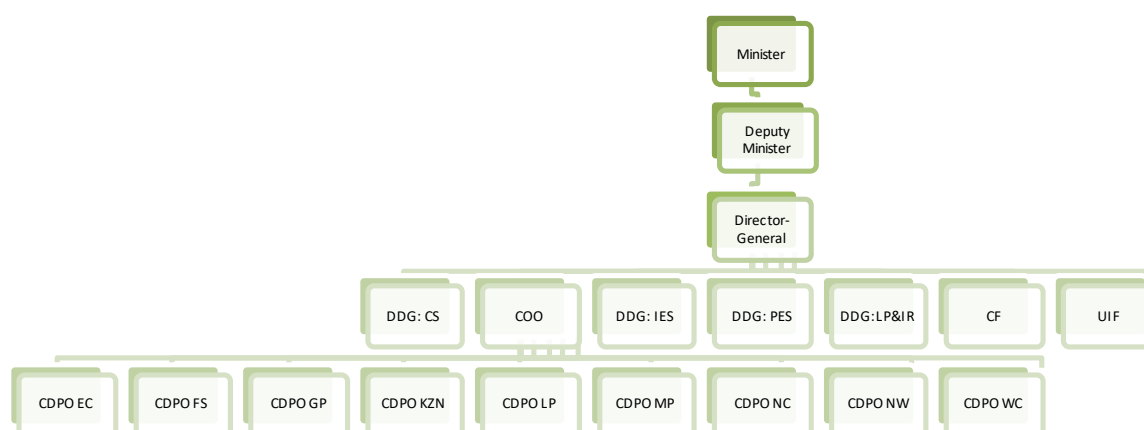 Minister
Deputy
Minister
Director-
General
DDG: CS
COO
DDG: IES
DDG: PES
DDG:LP&IR
CF
UIF
CDPO EC
CDPO FS
CDPO GP
CDPO KZN
CDPO LP
CDPO MP
CDPO NC
CDPO NW
CDPO WC